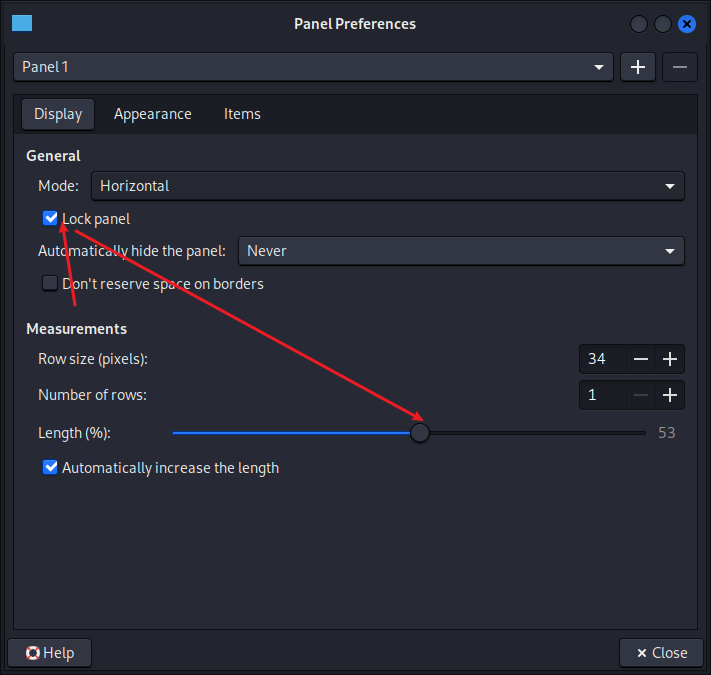 Panel Preferences
Panel 1
Display Appearance Items
General
Mode: Horizontal
Lock panel
Automatically hide the panel: Never
Don't reserve space on borders
Measurements
Row size (pixels): 34
Number of rows: 1
Length (%): 53
Automatically increase the length
Help Close